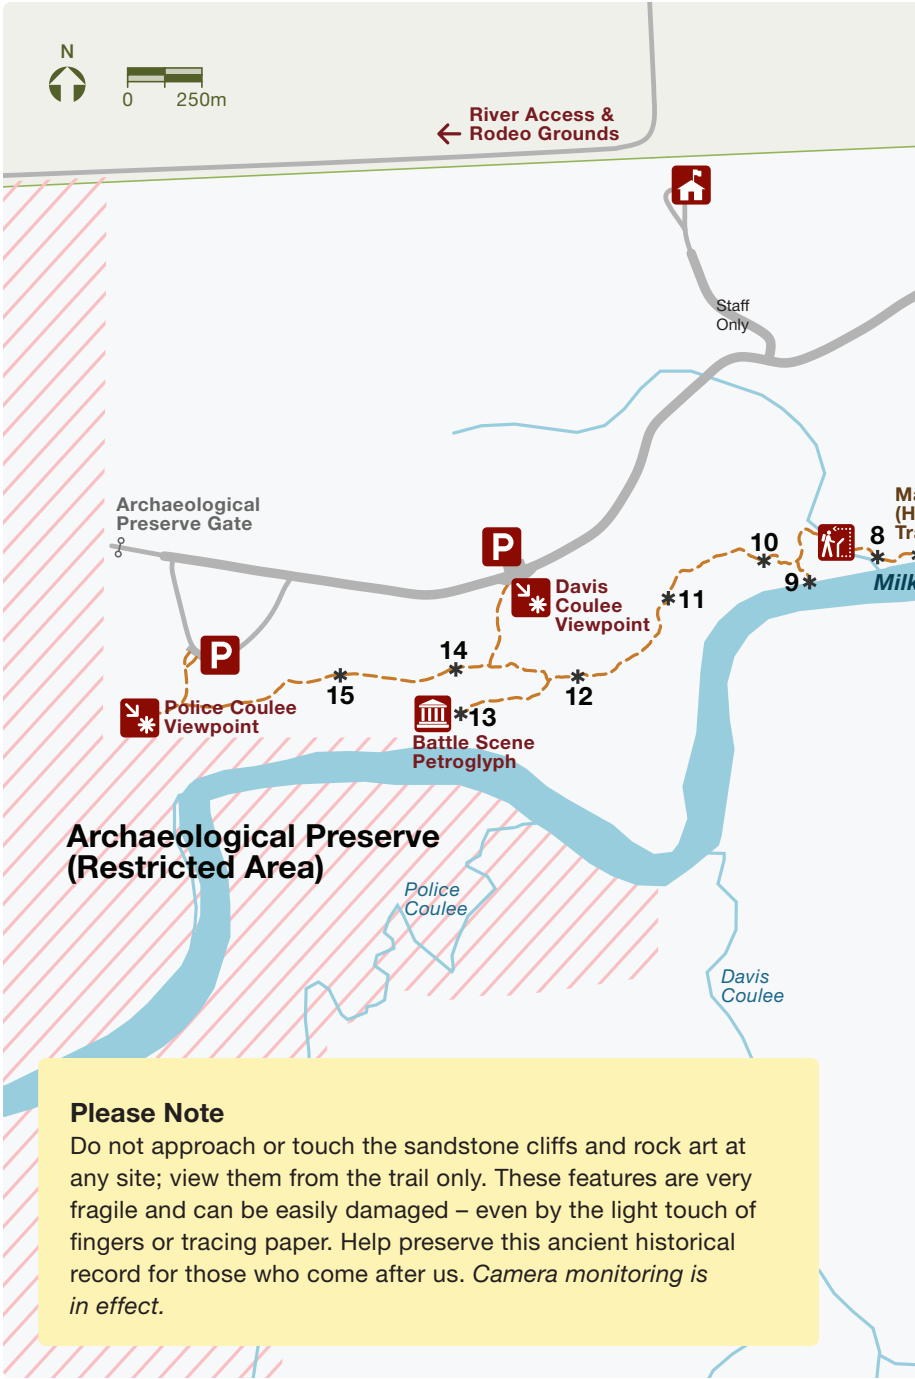 N
0 250m
River Access &
Rodeo Grounds
Staff
Only
Archaeological
Preserve Gate
P
Davis
Coulee
Viewpoint
10
8
9
11
14
12
15
13
P
Police Coulee
Viewpoint
Battle Scene
Petroglyph
Ma
(H
Tra
Milk
Archaeological Preserve
(Restricted Area)
Police
Coulee
Davis
Coulee
Please Note
Do not approach or touch the sandstone cliffs and rock art at
any site; view them from the trail only. These features are very
fragile and can be easily damaged – even by the light touch of
fingers or tracing paper. Help preserve this ancient historical
record for those who come after us. Camera monitoring is
in effect.